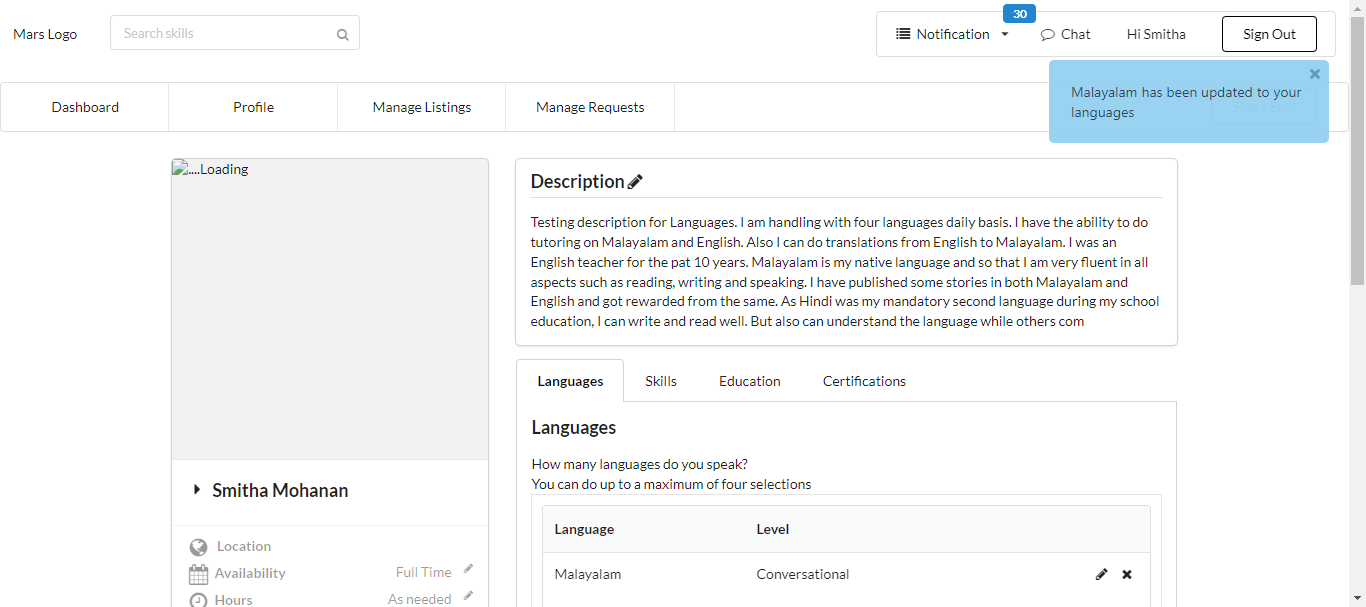 30
Mars Logo
Search skills
Notification
Chat
Hi Smitha
Sign Out
Malayalam has been updated to your
languages
Dashboard
Profile
Manage Listings
Manage Requests
....Loading
Description
Testing description for Languages. I am handling with four languages daily basis. I have the ability to do
tutoring on Malayalam and English. Also I can do translations from English to Malayalam. I was an
English teacher for the pat 10 years. Malayalam is my native language and so that I am very fluent in all
aspects such as reading, writing and speaking. I have published some stories in both Malayalam and
English and got rewarded from the same. As Hindi was my mandatory second language during my school
education, I can write and read well. But also can understand the language while others com
Languages
Skills
Education
Certifications
Languages
How many languages do you speak?
You can do up to a maximum of four selections
Language
Level
Malayalam
Conversational
Smitha Mohanan
Location
Availability
Full Time
Hours
As needed